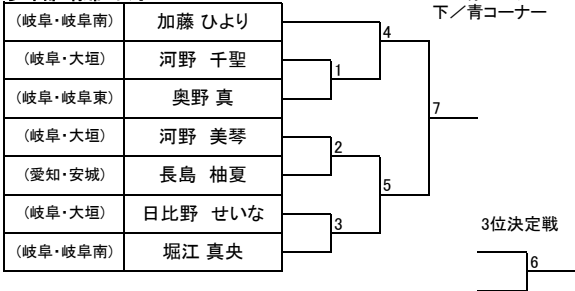 下／青コーナー
(岐阜・岐阜南) 加藤 ひより
4
(岐阜・大垣) 河野 千聖
1
(岐阜・岐阜東) 奥野 真
7
(岐阜・大垣) 河野 美琴
2
(愛知・安城) 長島 柚夏
5
(岐阜・大垣) 日比野 せいな
3
3位決定戦
(岐阜・岐阜南) 堀江 真央
6